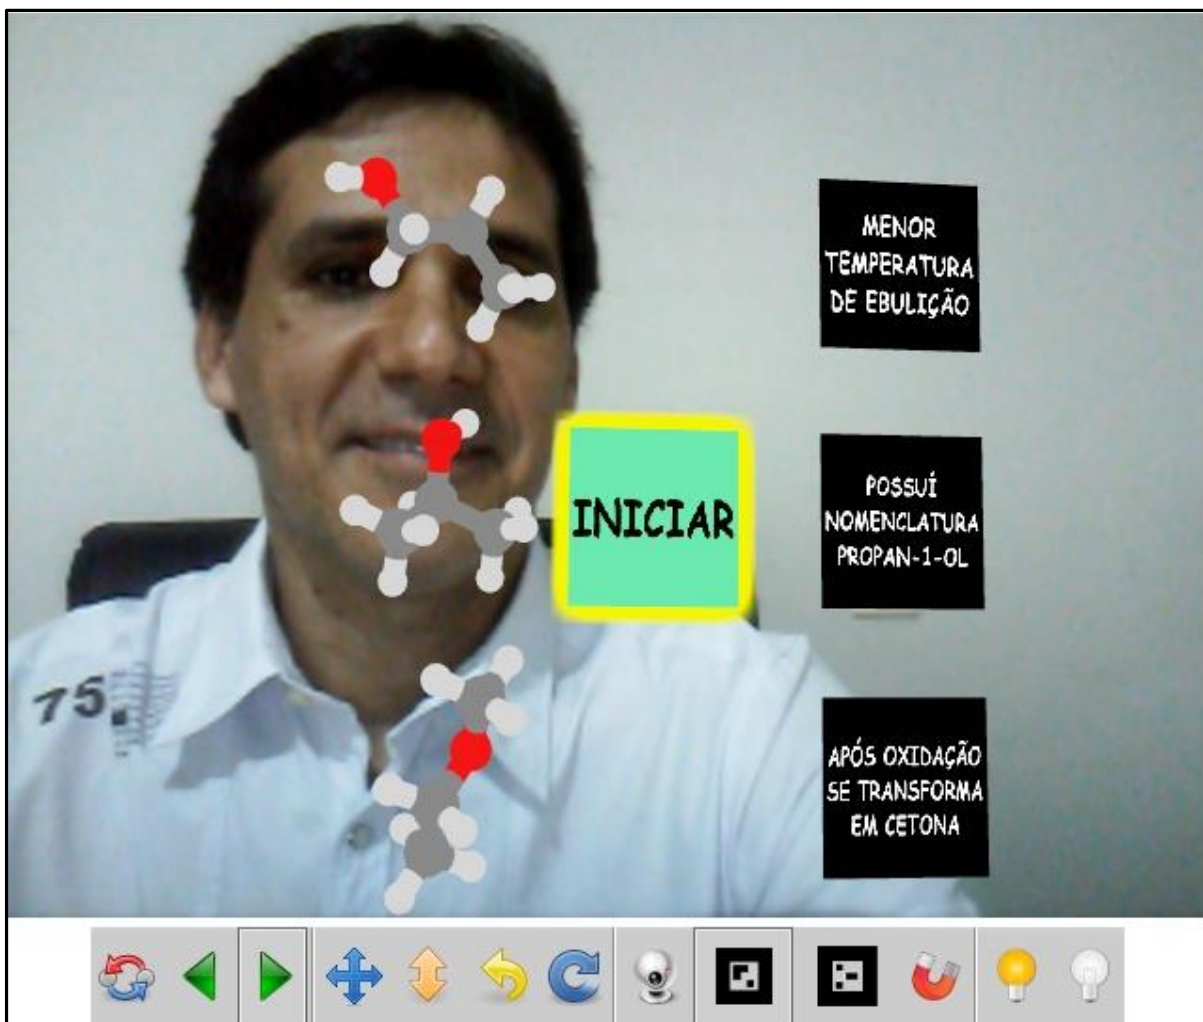 MENOR
TEMPERATURA
DE EBULIÇÃO
INICIAR
POSSUÍ
NOMENCLATURA
PROPAN-1-OL
75
APÓS OXIDAÇÃO
SE TRANSFORMA
EM CETONA